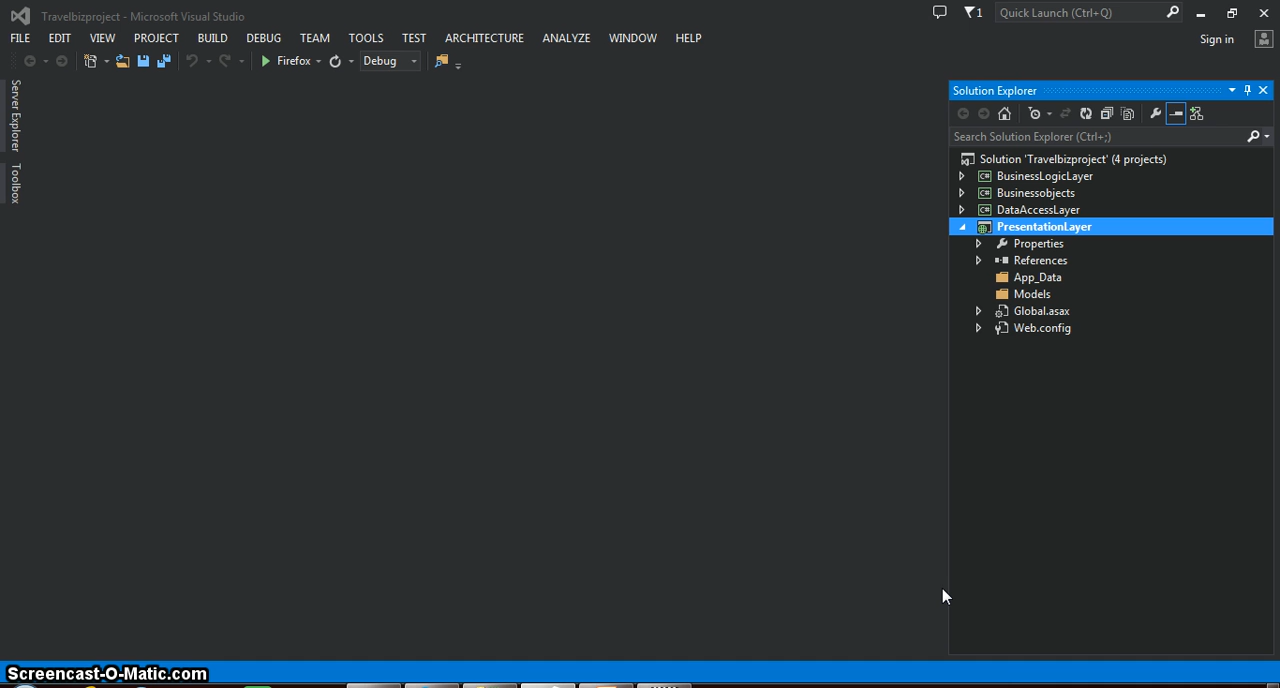 Travelbizproject - Microsoft Visual Studio
1
Quick Launch (Ctrl+Q)
FILE EDIT VIEW PROJECT BUILD DEBUG TEAM TOOLS TEST ARCHITECTURE ANALYZE WINDOW HELP
Sign in
Firefox
Debug
Server Explorer
Toolbox
Solution Explorer
Search Solution Explorer (Ctrl+;)
Solution 'Travelbizproject' (4 projects)
C# BusinessLogicLayer
C# Businessobjects
C# DataAccessLayer
PresentationLayer
Properties
References
App_Data
Models
Global.asax
Web.config
Screencast-O-Matic.com